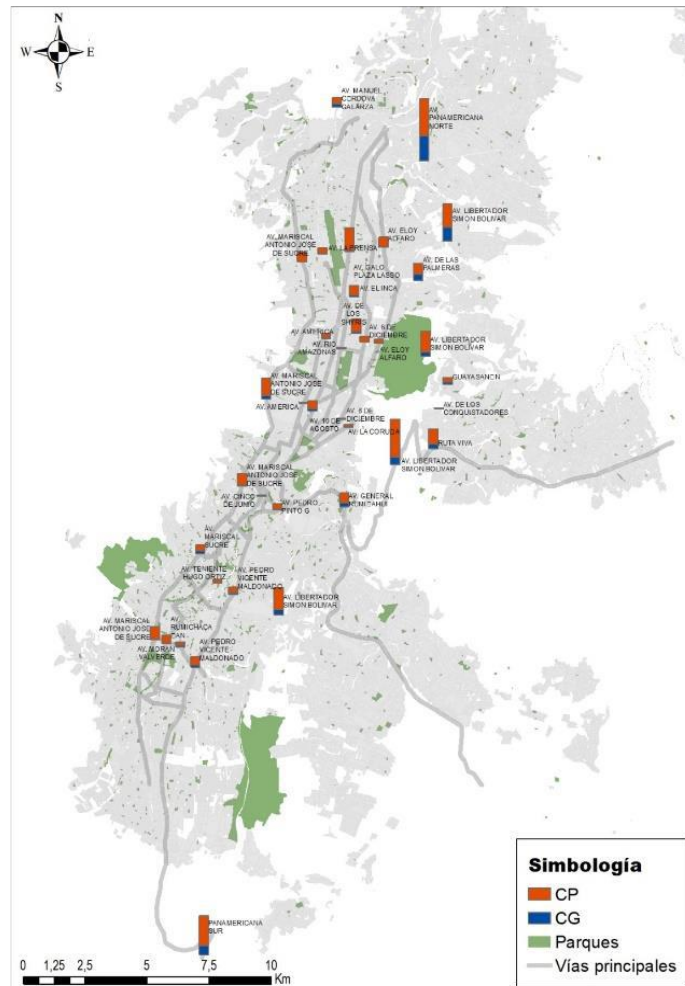 N
W
E
S
AV. MANUEL
CORDOVA
GALARZA
AV.
PANAMERICANA
NORTE
AV. LIBERTADOR
SIMON BOLIVAR
AV. MARISCAL
ANTONIO JOSE
DE SUCRE
AV. LA PRENSA
AV. ELOY
ALFARO
AV. GALO
PLAZA LASSO
AV. DE LAS
PALMERAS
AV. EL INCA
AV. DE
LOS
SHYRIS
AV. AMERICA
AV. RIO
AMAZONAS
AV. 6 DE
DICIEMBRE
AV. ELOY
ALFARO
AV. LIBERTADOR
SIMON BOLIVAR
AV. MARISCAL
ANTONIO JOSE
DE SUCRE
GUAYASAMIN
AV. AMERICA
AV. DE LOS
CONQUISTADORES
AV. 10 DE
AGOSTO
AV. 6 DE
DICIEMBRE
AV. LA CORUÑA
RUTA VIVA
AV. LIBERTADOR
SIMON BOLIVAR
AV. MARISCAL
ANTONIO JOSE
DE SUCRE
AV. CINCO
DE JUNIO
AV. PEDRO
PINTO G
AV. GENERAL
RUMIÑAHUI
AV.
MARISCAL
SUCRE
AV. TENIENTE
HUGO ORTIZ
AV. PEDRO
VICENTE
MALDONADO
AV. LIBERTADOR
SIMON BOLIVAR
AV. MARISCAL
ANTONIO JOSE
DE SUCRE
AV.
RUMICHACA
ÑAN
AV. MORAN
VALVERDE
AV. PEDRO
VICENTE
MALDONADO
PANAMERICANA
SUR
Simbología
CP
CG
Parques
Vías principales
0 1,25 2,5 5 7,5 10
Km